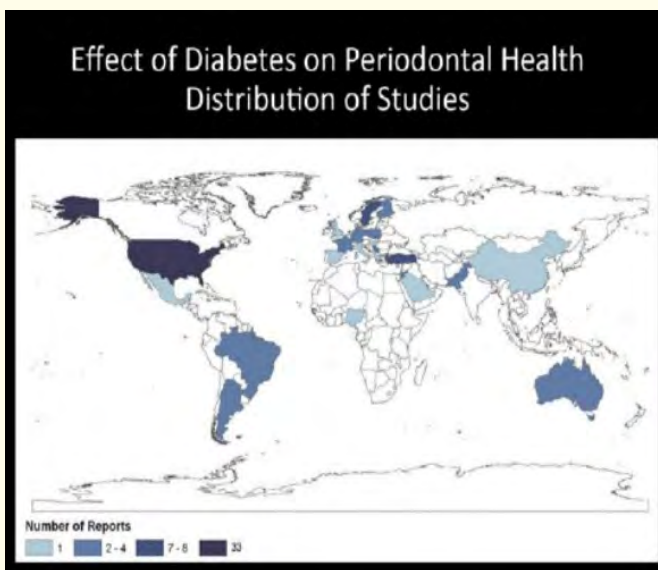 Effect of Diabetes on Periodontal Health
Distribution of Studies
Number of Reports
1 2 - 4 7 - 8 33